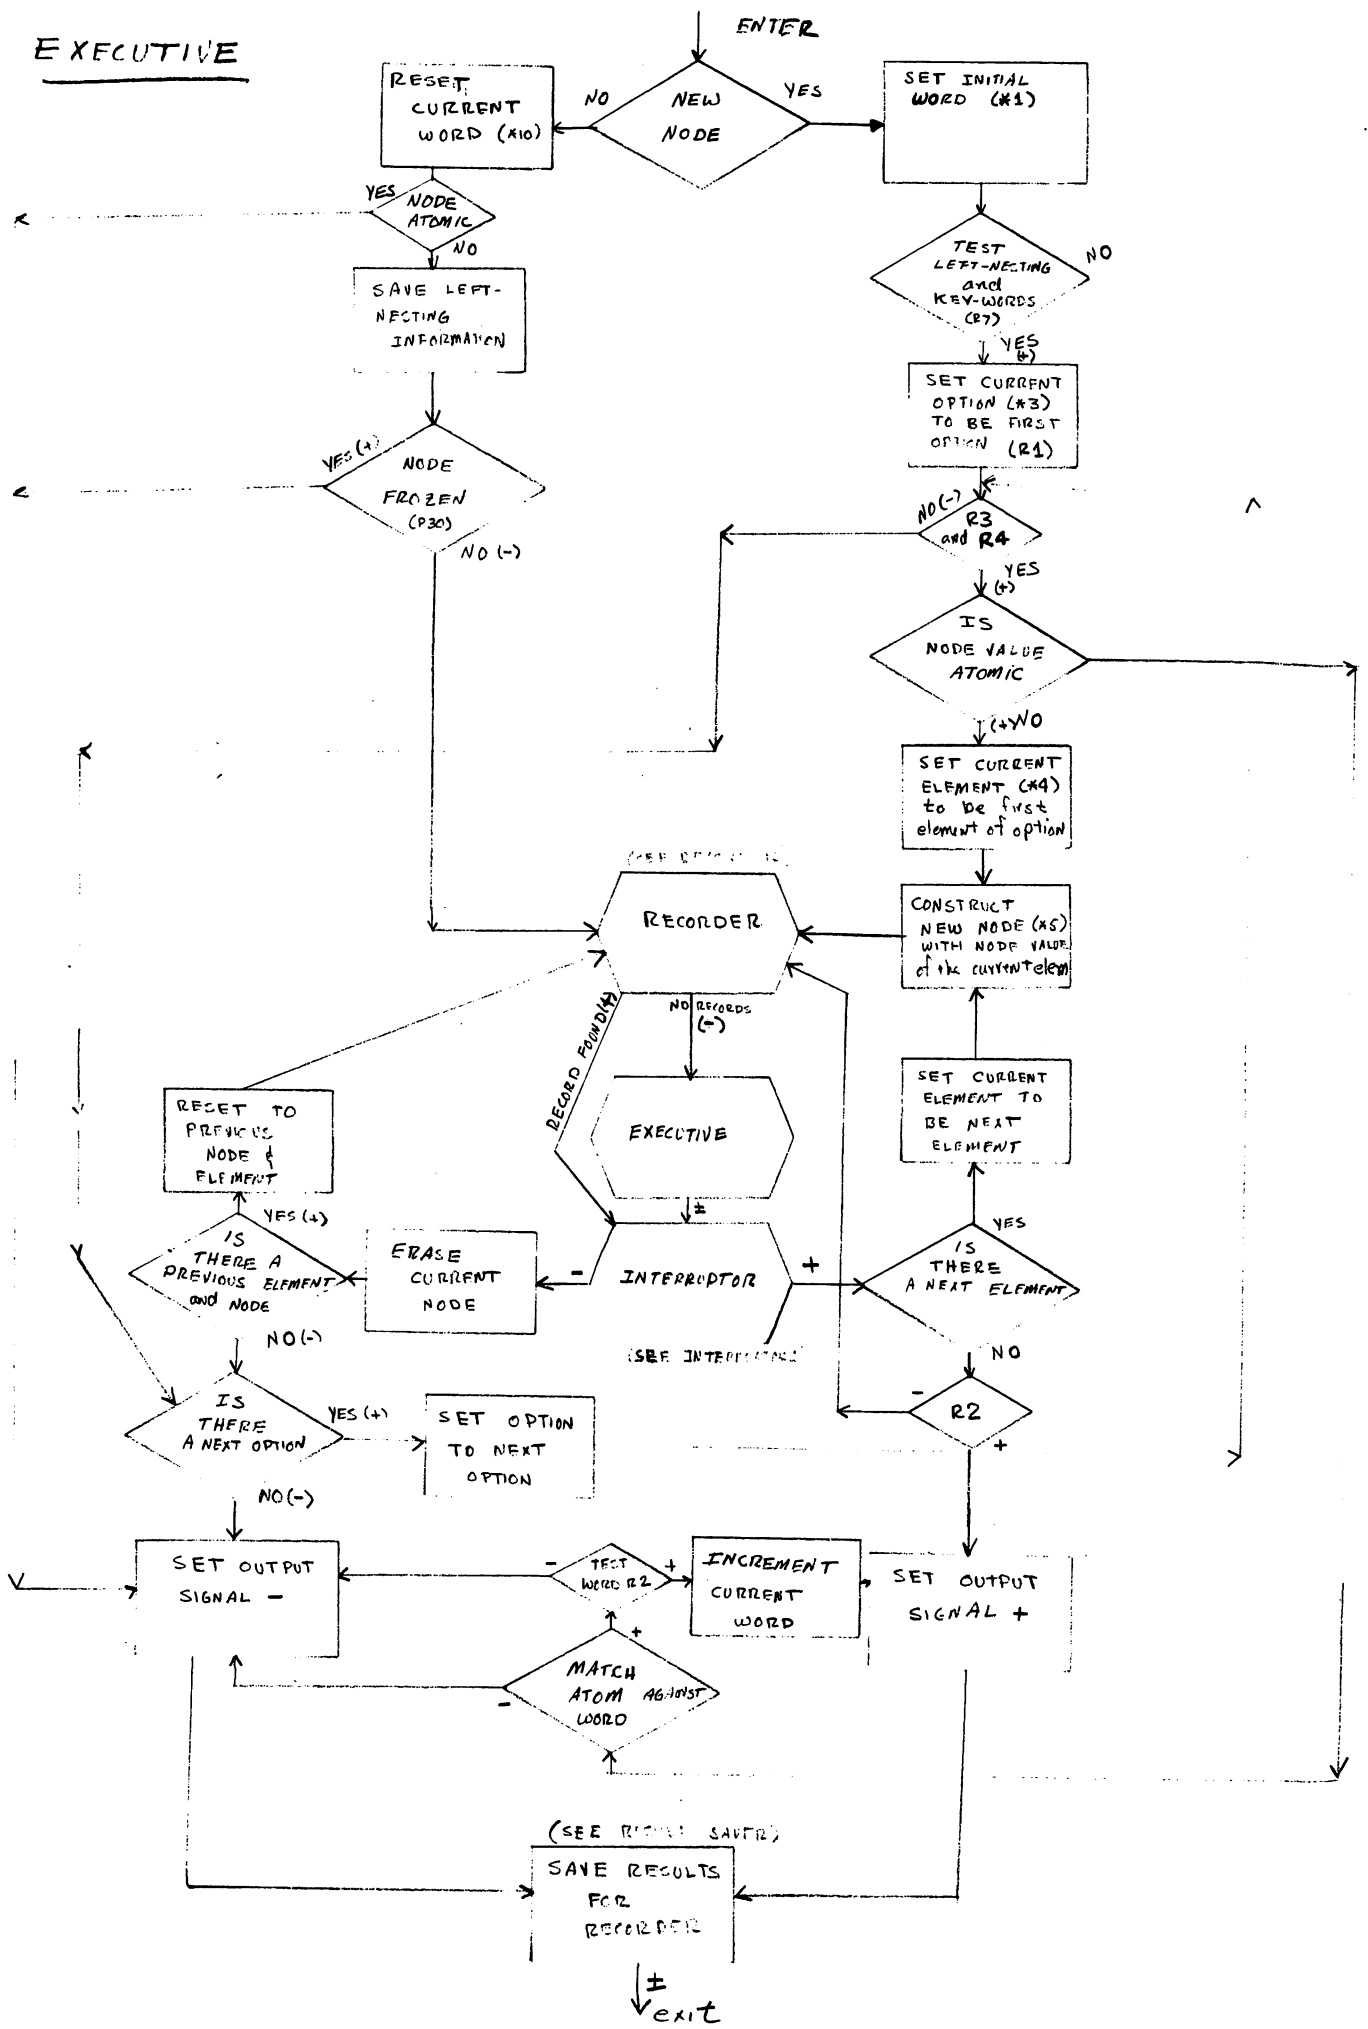 EXECUTIVE
ENTER
NEW
NODE
NO
YES
RESET
CURRENT
WORD (*10)
SET INITIAL
WORD (*1)
YES
NODE
ATOMIC
NO
TEST
LEFT-NESTING
and
KEY-WORDS
(R7)
NO
YES
(+)
SAVE LEFT-
NESTING
INFORMATION
SET CURRENT
OPTION (*3)
TO BE FIRST
OPTION (R1)
YES (+)
NODE
FROZEN
(P30)
NO (-)
NO (-)
R3
and R4
YES
(+)
IS
NODE VALUE
ATOMIC
(+) NO
SET CURRENT
ELEMENT (*4)
to be first
element of option
(SEE
RECORDER
CONSTRUCT
NEW NODE (*5)
WITH NODE VALUE
of the current elem
RECORD FOUND (+)
NO RECORDS
(-)
EXECUTIVE
±
SET CURRENT
ELEMENT TO
BE NEXT
ELEMENT
RESET TO
PREVIOUS
NODE &
ELEMENT
YES (+)
IS
THERE A
PREVIOUS ELEMENT
and NODE
NO (-)
ERASE
CURRENT
NODE
-
INTERRUPTOR
+
(SEE INTERRUPTOR)
YES
IS
THERE
A NEXT ELEMENT
NO
-
R2
+
IS
THERE
A NEXT OPTION
YES (+)
NO (-)
SET OPTION
TO NEXT
OPTION
SET OUTPUT
SIGNAL -
-
TEST
WORD R2
+
INCREMENT
CURRENT
WORD
SET OUTPUT
SIGNAL +
+
MATCH
ATOM AGAINST
WORD
-
(SEE SAVER)
SAVE RESULTS
FOR
RECORDER
±
exit